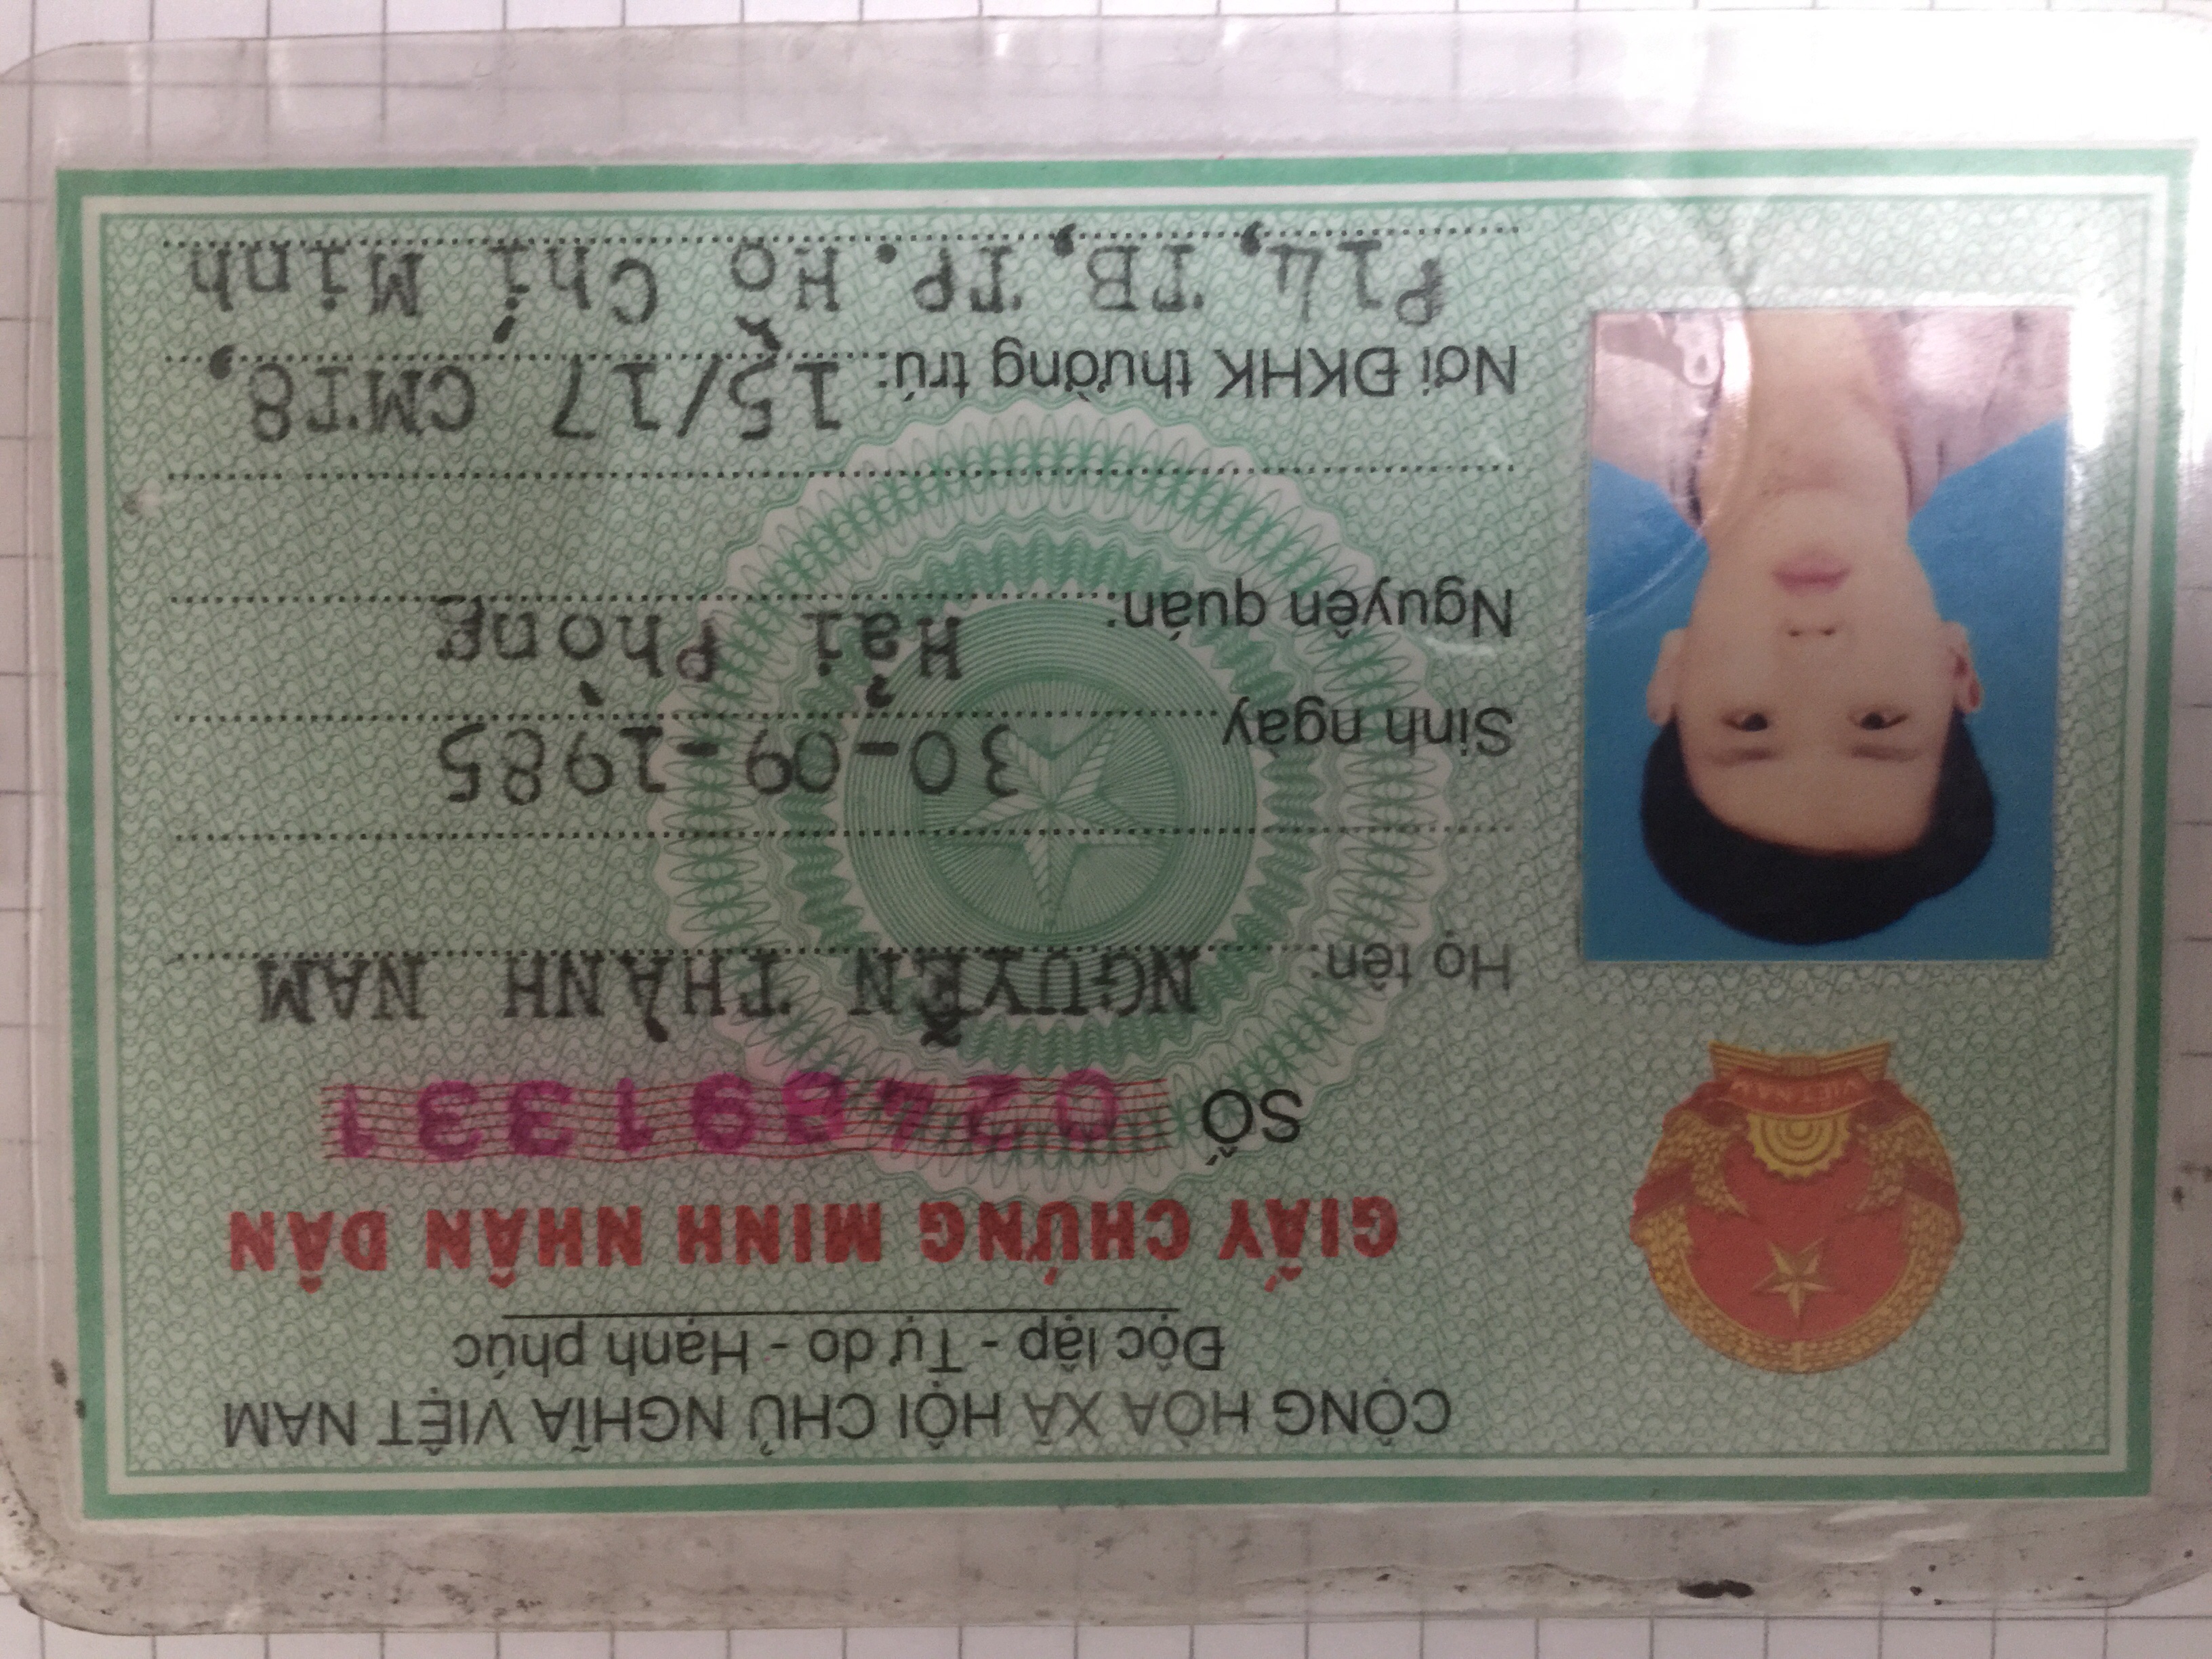 CỘNG HÒA XÃ HỘI CHỦ NGHĨA VIỆT NAM
Độc lập - Tự do - Hạnh phúc
GIẤY CHỨNG MINH NHÂN DÂN
SỐ 024691331
Họ tên: NGUYỄN THÀNH NAM
Sinh ngày 30-09-1985
Nguyên quán: Hải Phòng
Nơi ĐKHK thường trú: 15/17 CMT8,
P14, TB, TP. Hồ Chí Minh
VIỆT NAM